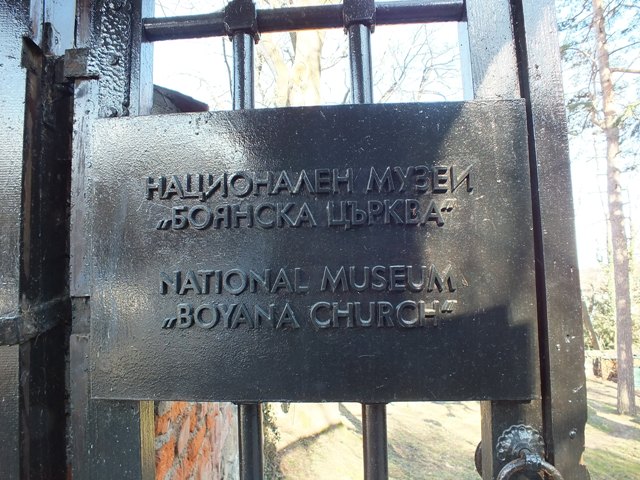 НАЦИОНАЛЕН МУЗЕЙ
„БОЯНСКА ЦЪРКВА“
NATIONAL MUSEUM
„BOYANA CHURCH“